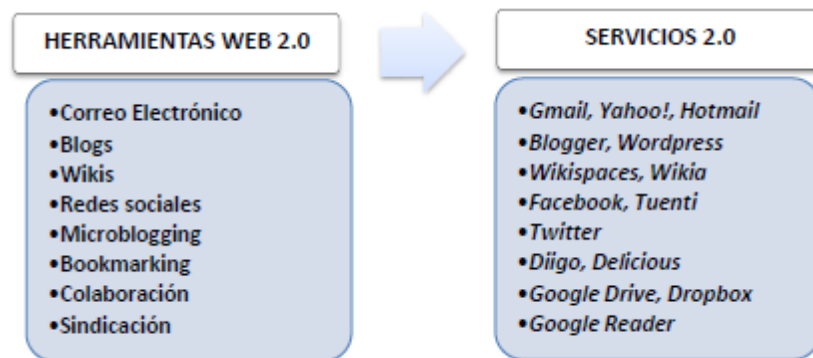 HERRAMIENTAS WEB 2.0
•Correo Electrónico
•Blogs
•Wikis
•Redes sociales
•Microblogging
•Bookmarking
•Colaboración
•Sindicación
SERVICIOS 2.0
•Gmail, Yahoo!, Hotmail
•Blogger, Wordpress
•Wikispaces, Wikia
•Facebook, Tuenti
•Twitter
•Diigo, Delicious
•Google Drive, Dropbox
•Google Reader